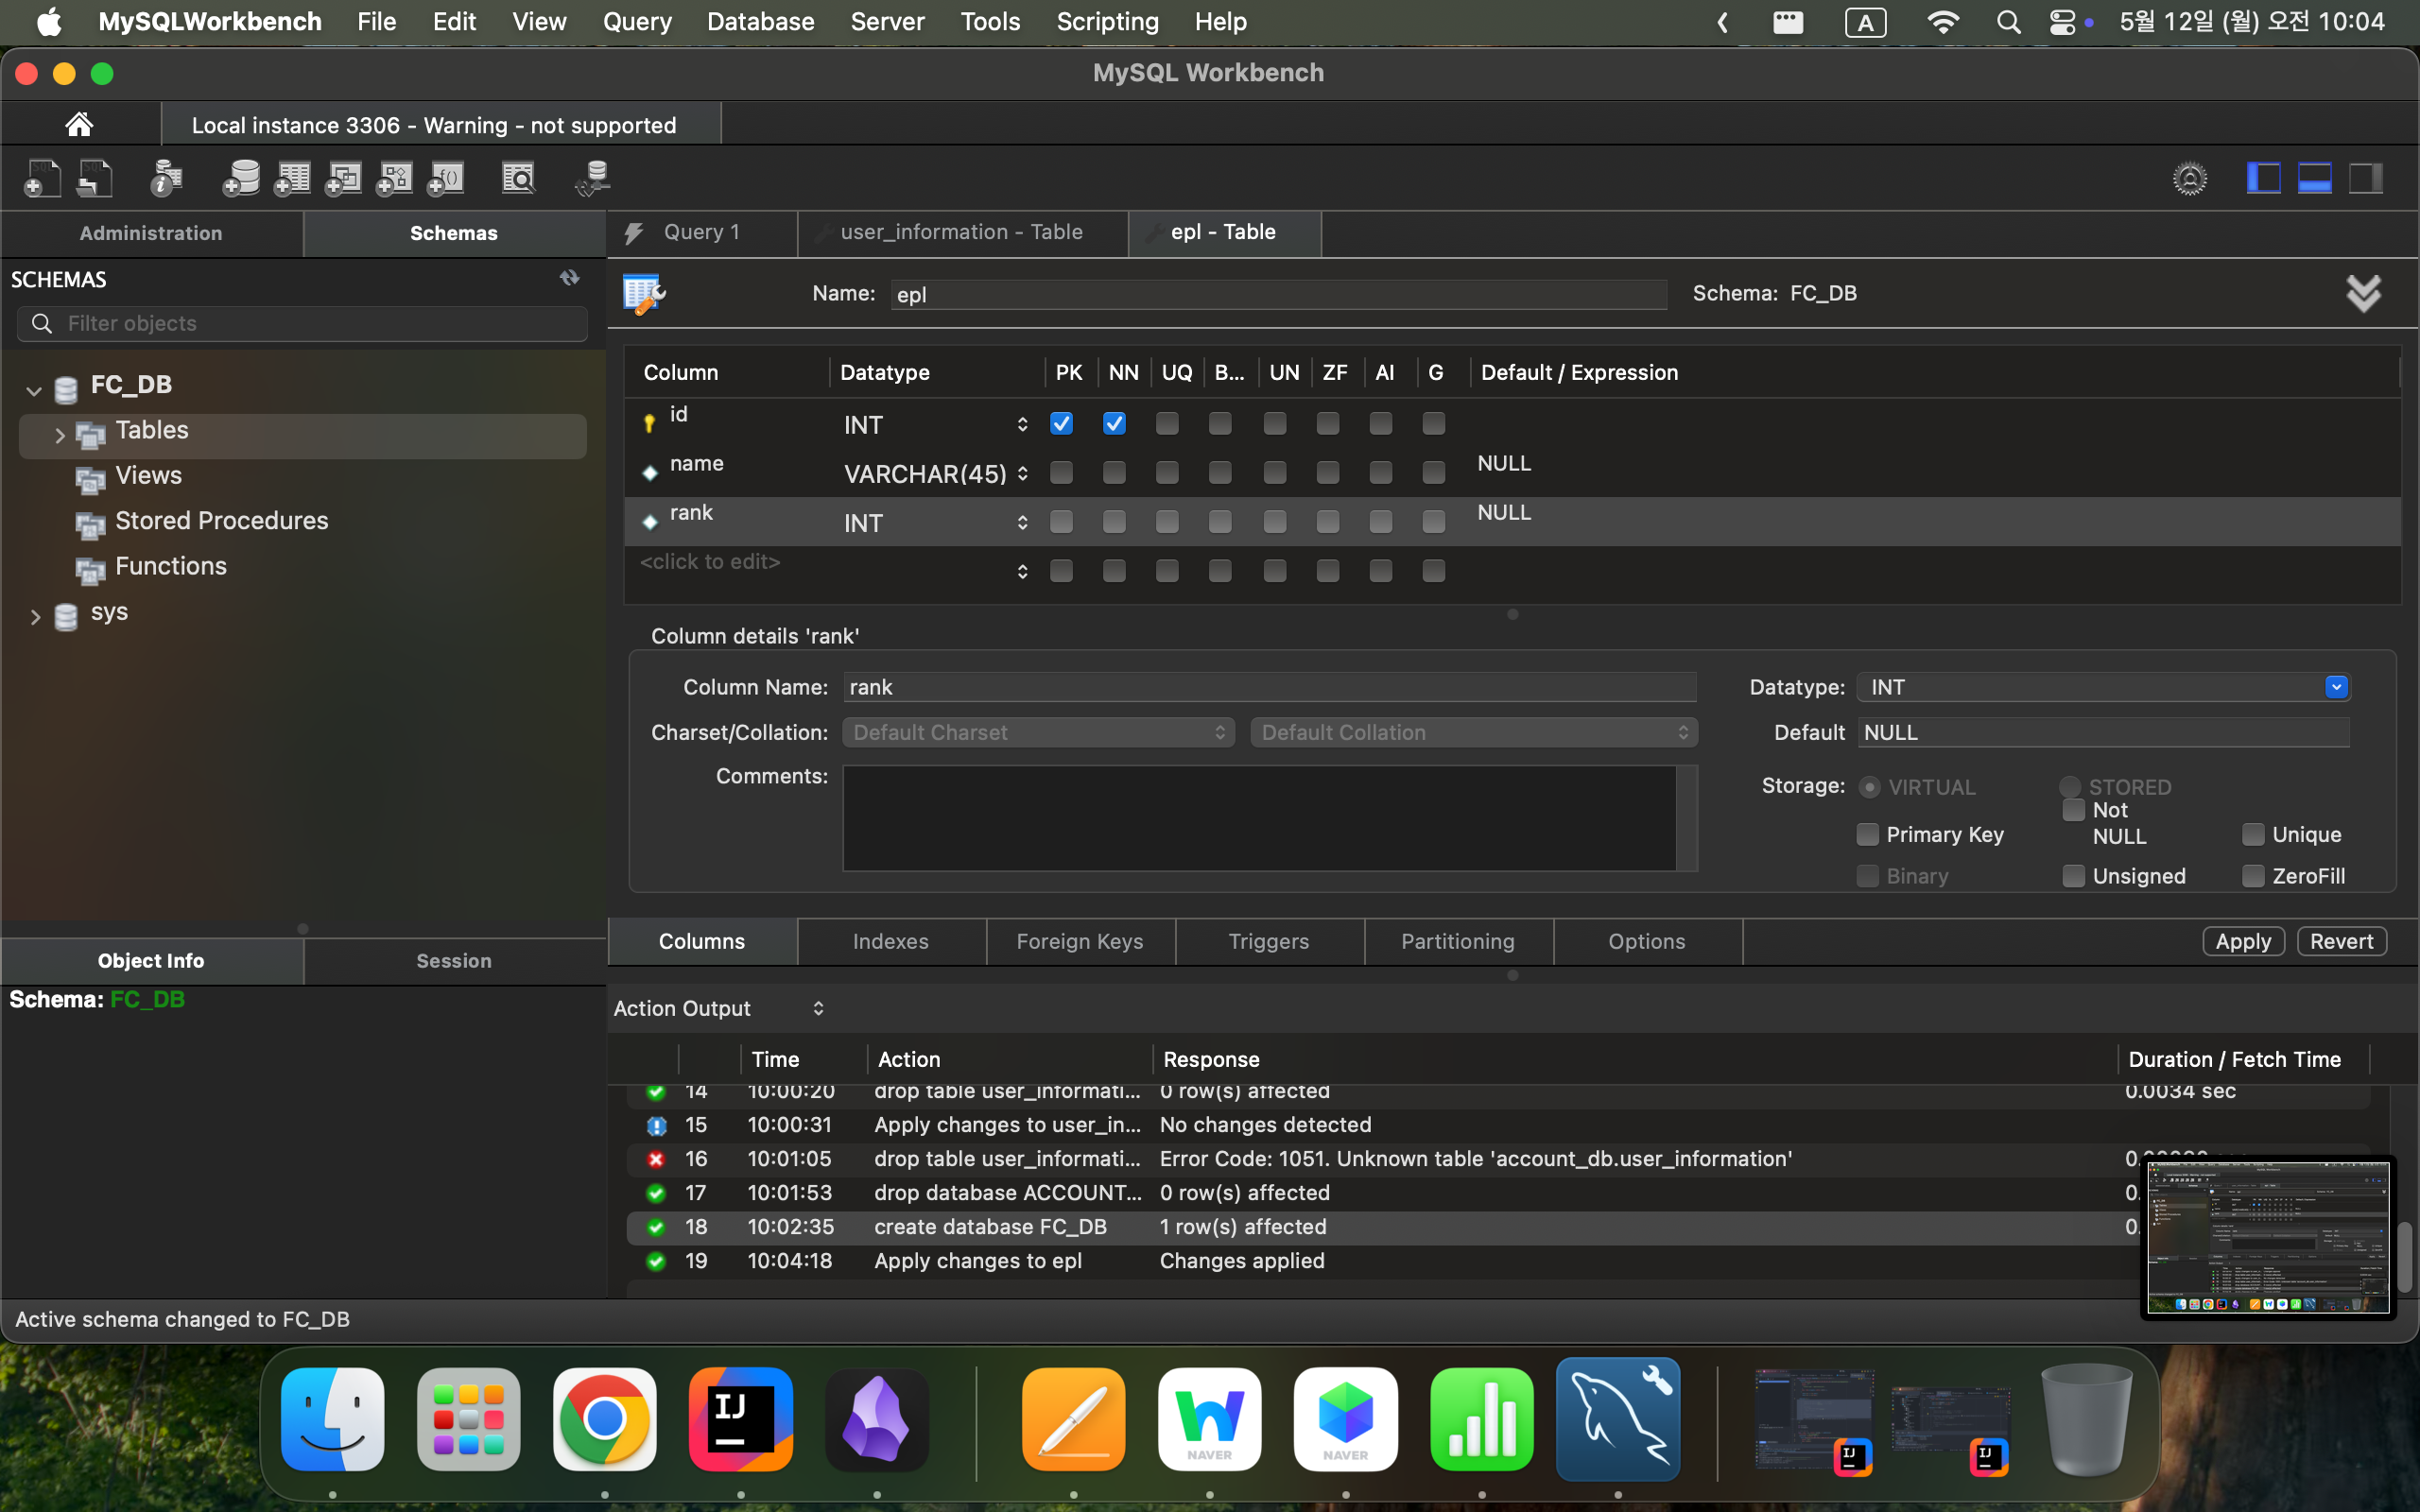 MySQLWorkbench File Edit View Query Database Server Tools Scripting Help A 5월 12일 (월) 오전 10:04
MySQL Workbench
Local instance 3306 - Warning - not supported
Administration Schemas Query 1 user_information - Table epl - Table
SCHEMAS
Filter objects
FC_DB
Tables
Views
Stored Procedures
Functions
sys
Name: epl Schema: FC_DB
Column Datatype PK NN UQ B... UN ZF AI G Default / Expression
id INT
name VARCHAR(45) NULL
rank INT NULL
<click to edit>
Column details 'rank'
Column Name: rank Datatype: INT
Charset/Collation: Default Charset Default Collation Default NULL
Comments: Storage: VIRTUAL STORED
Primary Key Not NULL Unique
Binary Unsigned ZeroFill
Columns Indexes Foreign Keys Triggers Partitioning Options Apply Revert
Object Info Session
Schema: FC_DB
Action Output
Time Action Response Duration / Fetch Time
14 10:00:20 drop table user_informati... 0 row(s) affected 0.0034 sec
15 10:00:31 Apply changes to user_in... No changes detected
16 10:01:05 drop table user_informati... Error Code: 1051. Unknown table 'account_db.user_information'
17 10:01:53 drop database ACCOUNT... 0 row(s) affected 0.
18 10:02:35 create database FC_DB 1 row(s) affected 0.
19 10:04:18 Apply changes to epl Changes applied
Active schema changed to FC_DB
IJ
W
NAVER
NAVER
IJ
IJ